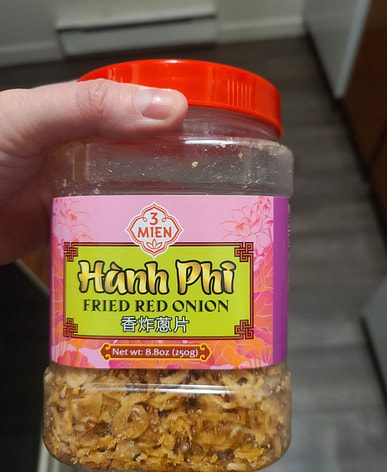 3
MIEN
Hành Phi
FRIED RED ONION
香炸蔥片
Net wt: 8.8oz (250g)